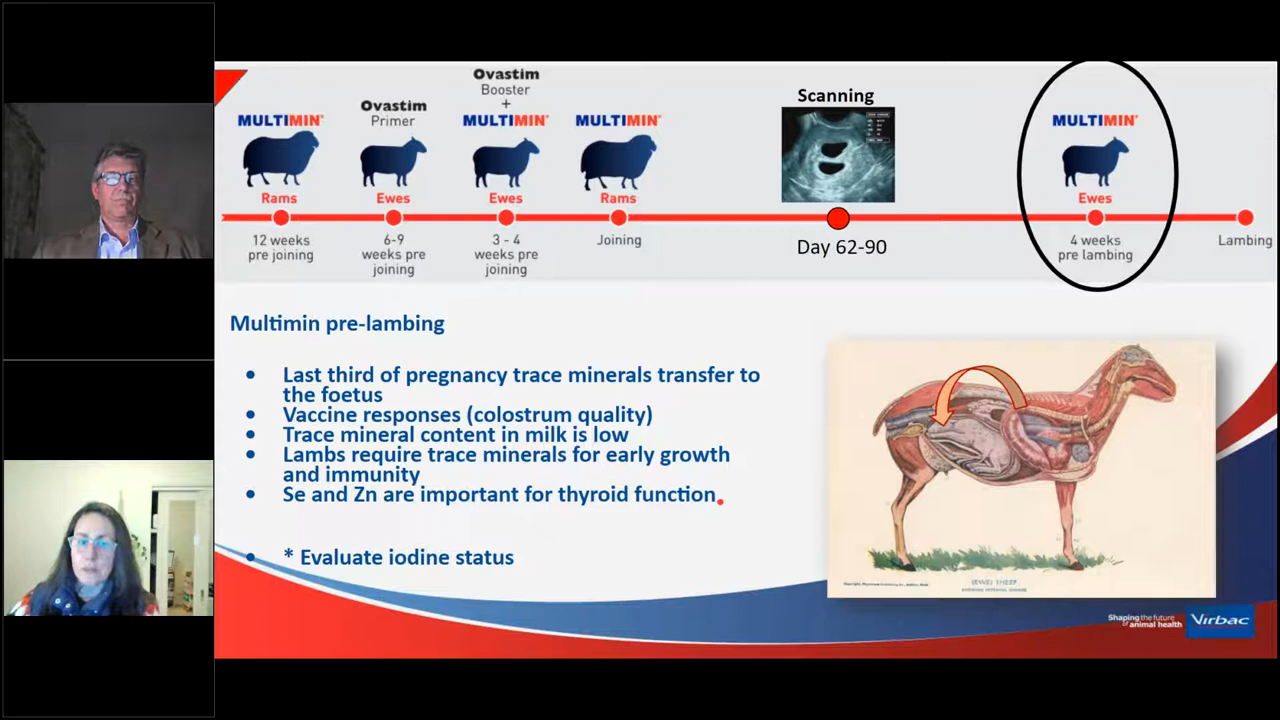 Ovastim
Booster
+
MULTIMIN®
Ovastim
Primer
MULTIMIN®
MULTIMIN®
Scanning
MULTIMIN®
Rams
Ewes
Ewes
Rams
Ewes
12 weeks
pre joining
6-9
weeks pre
joining
3 - 4
weeks pre
joining
Joining
Day 62-90
4 weeks
pre lambing
Lambing
Multimin pre-lambing
• Last third of pregnancy trace minerals transfer to
the foetus
• Vaccine responses (colostrum quality)
• Trace mineral content in milk is low
• Lambs require trace minerals for early growth
and immunity
• Se and Zn are important for thyroid function
• * Evaluate iodine status
(EWE) SHEEP
Shaping the future
of animal health
Virbac